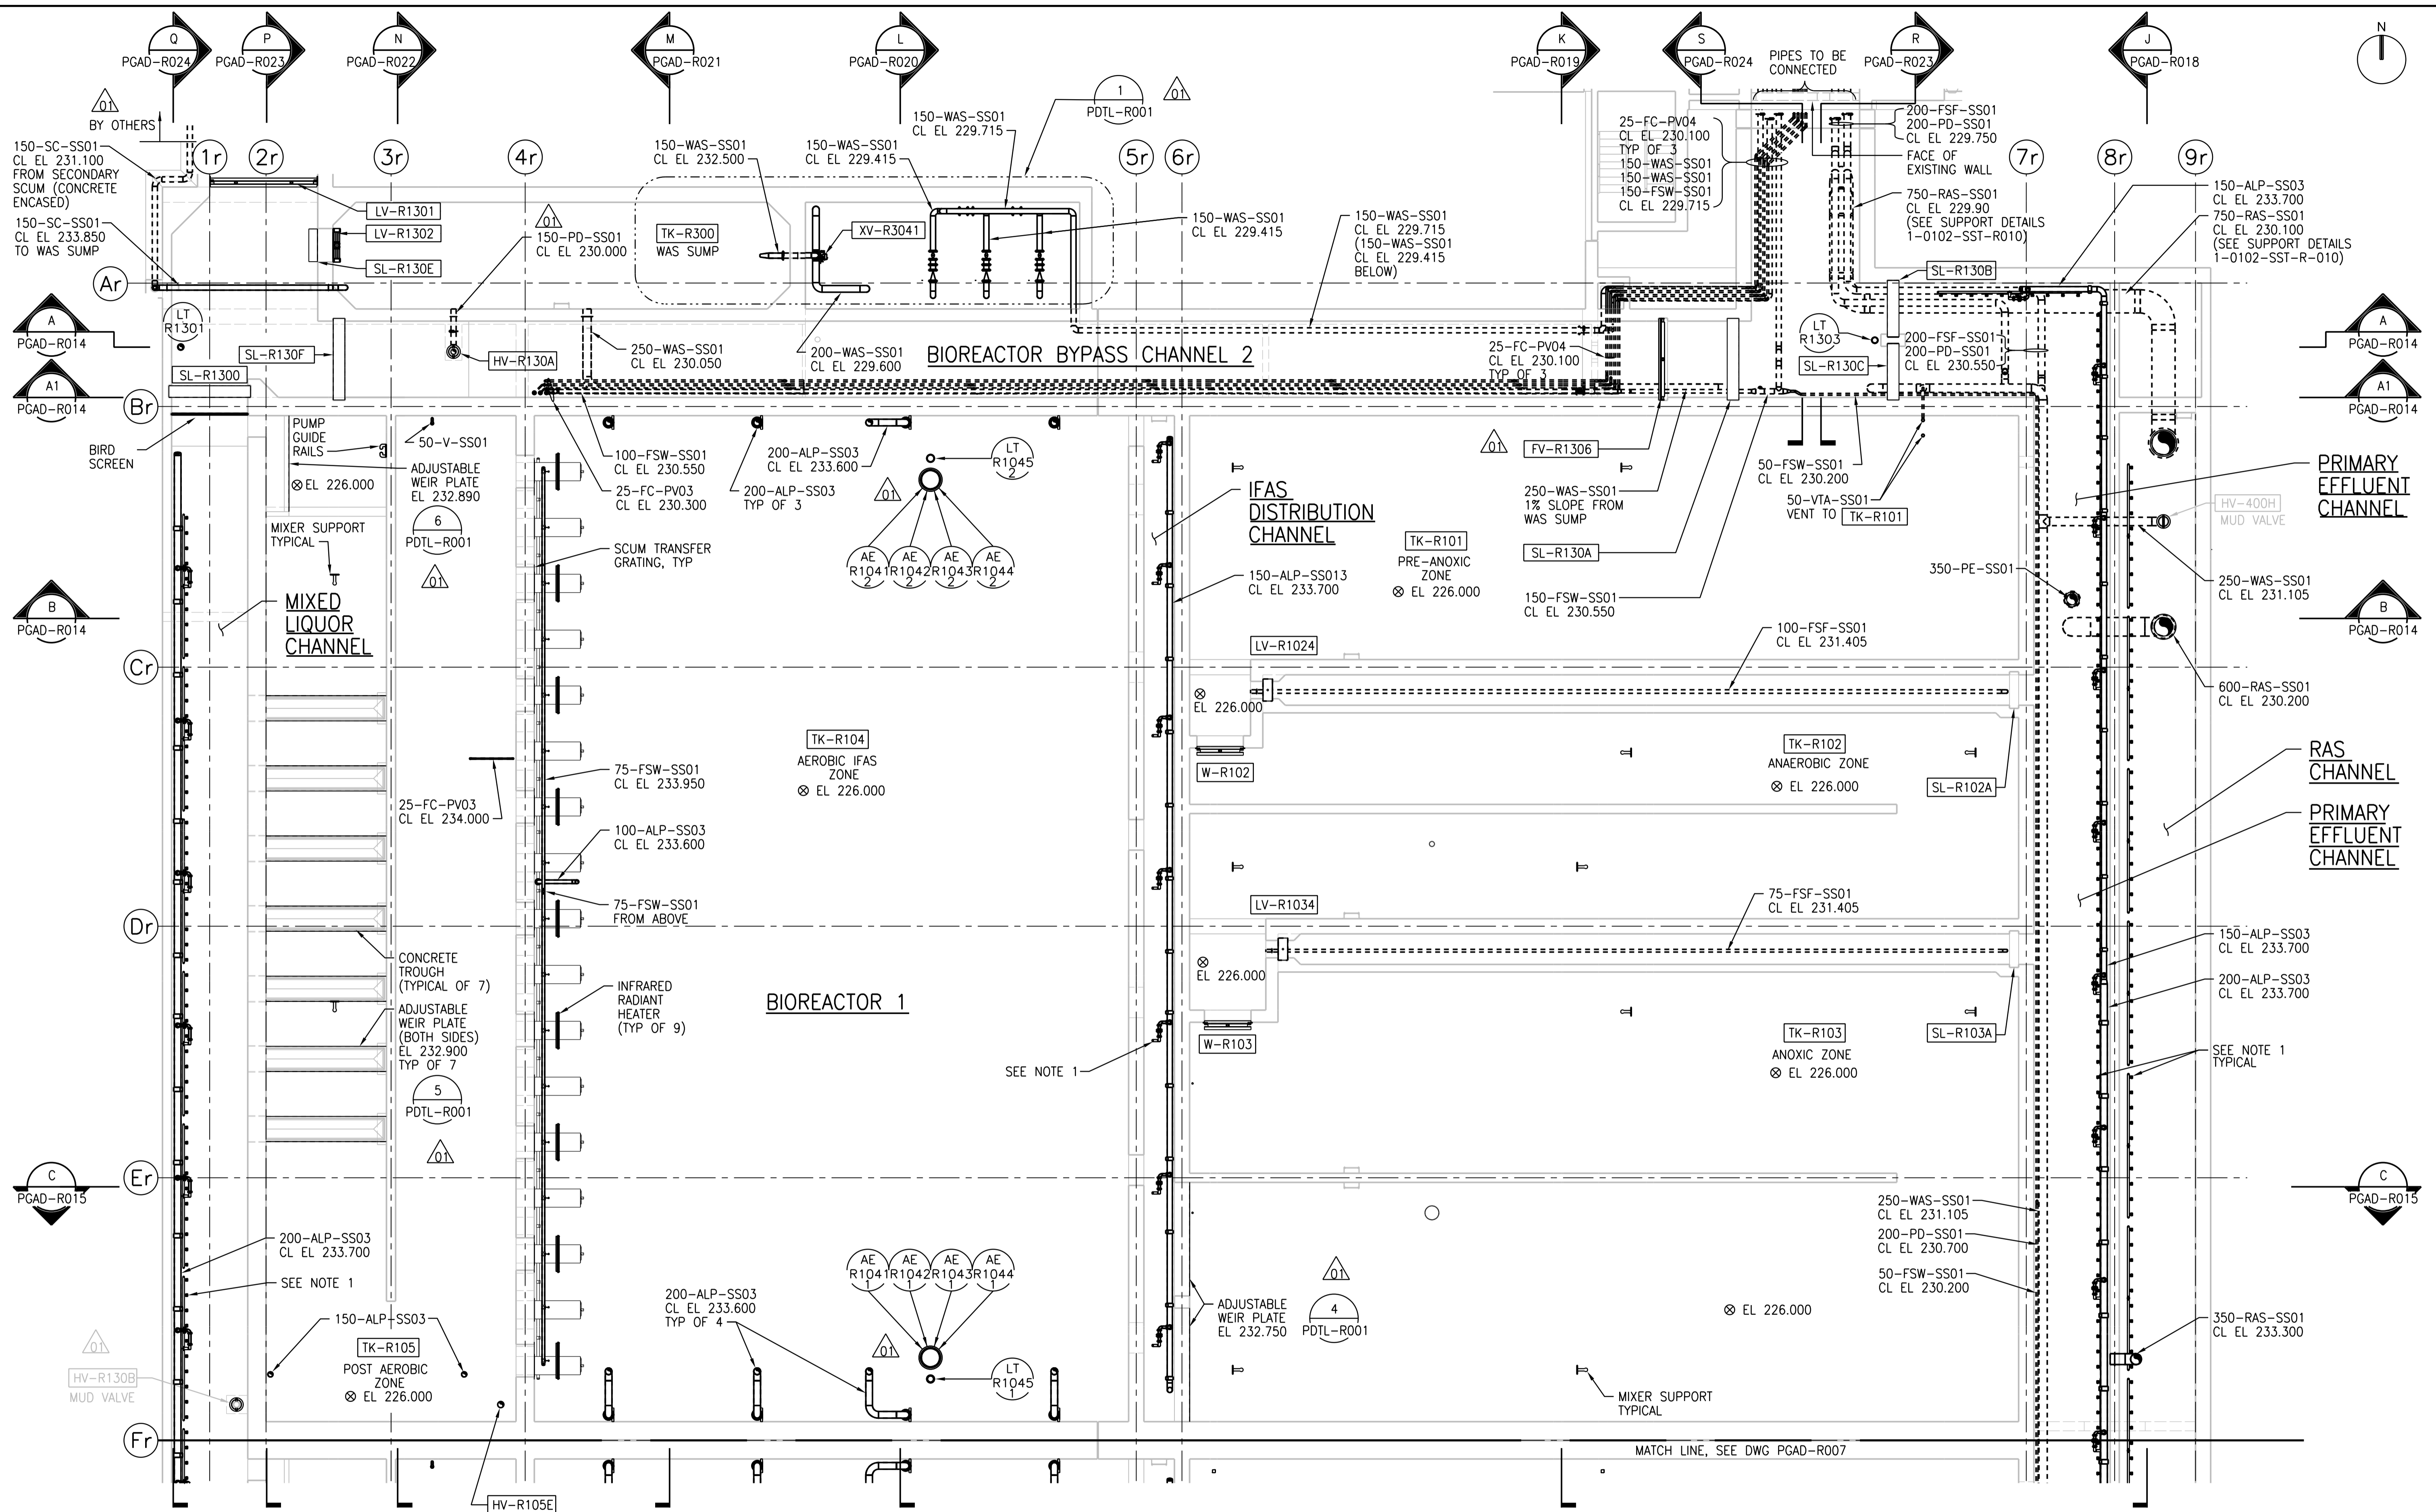 Q
PGAD-R024
P
PGAD-R023
N
PGAD-R022
M
PGAD-R021
L
PGAD-R020
K
PGAD-R019
S
PGAD-R024
R
PGAD-R023
J
PGAD-R018
N
PIPES TO BE
CONNECTED
1
PDTL-R001
01
01
BY OTHERS
150-SC-SS01
CL EL 231.100
FROM SECONDARY
SCUM (CONCRETE
ENCASED)
150-SC-SS01
CL EL 233.850
TO WAS SUMP
1r
2r
3r
4r
5r
6r
7r
8r
9r
LV-R1301
LV-R1302
SL-R130E
01
150-PD-SS01
CL EL 230.000
150-WAS-SS01
CL EL 232.500
TK-R300
WAS SUMP
150-WAS-SS01
CL EL 229.415
150-WAS-SS01
CL EL 229.715
XV-R3041
150-WAS-SS01
CL EL 229.415
150-WAS-SS01
CL EL 229.715
(150-WAS-SS01
CL EL 229.415
BELOW)
25-FC-PV04
CL EL 230.100
TYP OF 3
150-WAS-SS01
150-WAS-SS01
150-FSW-SS01
CL EL 229.715
200-FSF-SS01
200-PD-SS01
CL EL 229.750
FACE OF
EXISTING WALL
750-RAS-SS01
CL EL 229.90
(SEE SUPPORT DETAILS
1-0102-SST-R010)
150-ALP-SS03
CL EL 233.700
750-RAS-SS01
CL EL 230.100
(SEE SUPPORT DETAILS
1-0102-SST-R-010)
SL-R130B
Ar
A
PGAD-R014
LT
R1301
SL-R130F
HV-R130A
250-WAS-SS01
CL EL 230.050
200-WAS-SS01
CL EL 229.600
BIOREACTOR BYPASS CHANNEL 2
25-FC-PV04
CL EL 230.100
TYP OF 3
LT
R1303
SL-R130C
200-FSF-SS01
200-PD-SS01
CL EL 230.550
A
PGAD-R014
A1
PGAD-R014
SL-R1300
A1
PGAD-R014
Br
BIRD
SCREEN
PUMP
GUIDE
RAILS
EL 226.000
50-V-SS01
ADJUSTABLE
WEIR PLATE
EL 232.890
6
PDTL-R001
01
MIXER SUPPORT
TYPICAL
100-FSW-SS01
CL EL 230.550
25-FC-PV03
CL EL 230.300
200-ALP-SS03
TYP OF 3
200-ALP-SS03
CL EL 233.600
01
LT
R1045
2
AE
R1041
2
AE
R1042
2
AE
R1043
2
AE
R1044
2
SCUM TRANSFER
GRATING, TYP
IFAS
DISTRIBUTION
CHANNEL
150-ALP-SS013
CL EL 233.700
01
FV-R1306
250-WAS-SS01
1% SLOPE FROM
WAS SUMP
SL-R130A
150-FSW-SS01
CL EL 230.550
TK-R101
PRE-ANOXIC
ZONE
EL 226.000
50-FSW-SS01
CL EL 230.200
50-VTA-SS01
VENT TO TK-R101
PRIMARY
EFFLUENT
CHANNEL
HV-400H
MUD VALVE
350-PE-SS01
250-WAS-SS01
CL EL 231.105
B
PGAD-R014
MIXED
LIQUOR
CHANNEL
B
PGAD-R014
Cr
LV-R1024
100-FSF-SS01
CL EL 231.405
EL 226.000
600-RAS-SS01
CL EL 230.200
TK-R104
AEROBIC IFAS
ZONE
EL 226.000
W-R102
TK-R102
ANAEROBIC ZONE
EL 226.000
SL-R102A
RAS
CHANNEL
PRIMARY
EFFLUENT
CHANNEL
25-FC-PV03
CL EL 234.000
75-FSW-SS01
CL EL 233.950
100-ALP-SS03
CL EL 233.600
75-FSW-SS01
FROM ABOVE
Dr
LV-R1034
75-FSF-SS01
CL EL 231.405
EL 226.000
150-ALP-SS03
CL EL 233.700
200-ALP-SS03
CL EL 233.700
CONCRETE
TROUGH
(TYPICAL OF 7)
ADJUSTABLE
WEIR PLATE
(BOTH SIDES)
EL 232.900
TYP OF 7
5
PDTL-R001
01
INFRARED
RADIANT
HEATER
(TYP OF 9)
BIOREACTOR 1
SEE NOTE 1
W-R103
TK-R103
ANOXIC ZONE
EL 226.000
SL-R103A
SEE NOTE 1
TYPICAL
C
PGAD-R015
Er
C
PGAD-R015
200-ALP-SS03
CL EL 233.700
SEE NOTE 1
250-WAS-SS01
CL EL 231.105
200-PD-SS01
CL EL 230.700
50-FSW-SS01
CL EL 230.200
AE
R1041
1
AE
R1042
1
AE
R1043
1
AE
R1044
1
200-ALP-SS03
CL EL 233.600
TYP OF 4
01
LT
R1045
1
ADJUSTABLE
WEIR PLATE
EL 232.750
01
4
PDTL-R001
EL 226.000
350-RAS-SS01
CL EL 233.300
01
HV-R130B
MUD VALVE
150-ALP-SS03
TK-R105
POST AEROBIC
ZONE
EL 226.000
MIXER SUPPORT
TYPICAL
Fr
MATCH LINE, SEE DWG PGAD-R007
HV-R105E